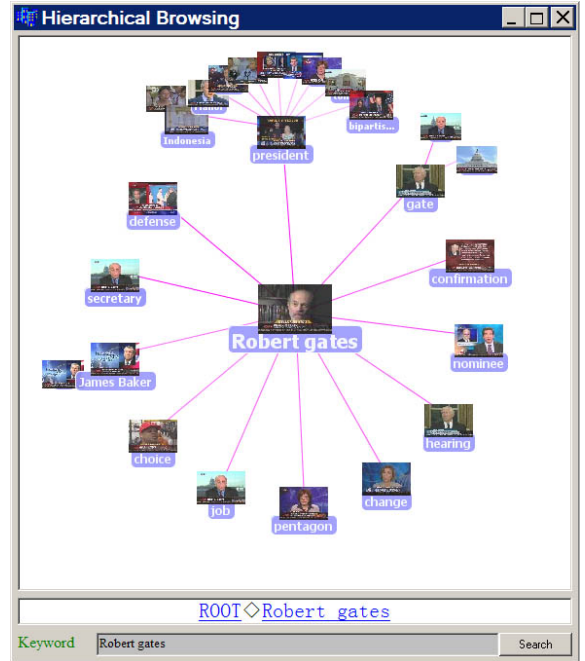 Hierarchical Browsing
Indonesia
bipartis...
president
gate
defense
confirmation
secretary
Robert gates
nominee
James Baker
choice
hearing
job
change
pentagon
ROOT◇Robert gates
Keyword
Robert gates
Search